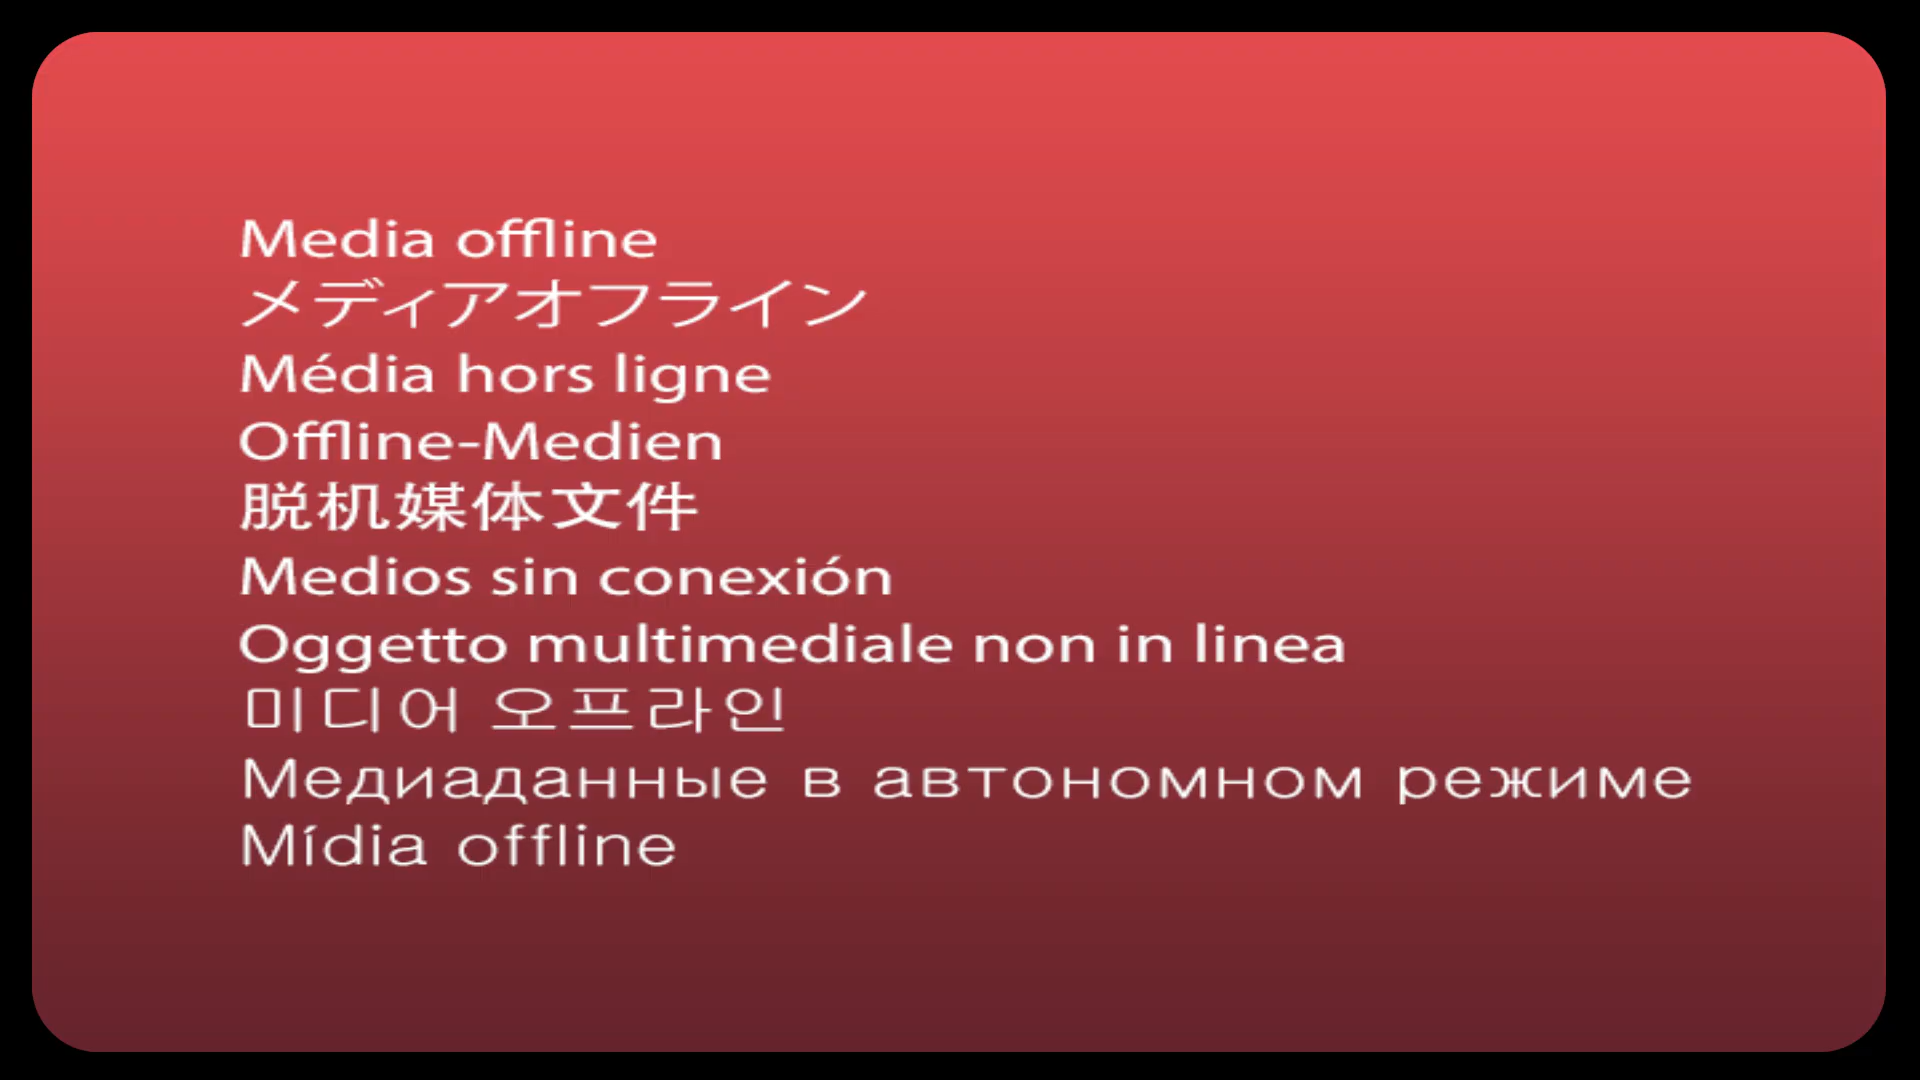 Media offline
メディアオフライン
Média hors ligne
Offline-Medien
脱机媒体文件
Medios sin conexión
Oggetto multimediale non in linea
미디어 오프라인
Медиаданные в автономном режиме
Mídia offline